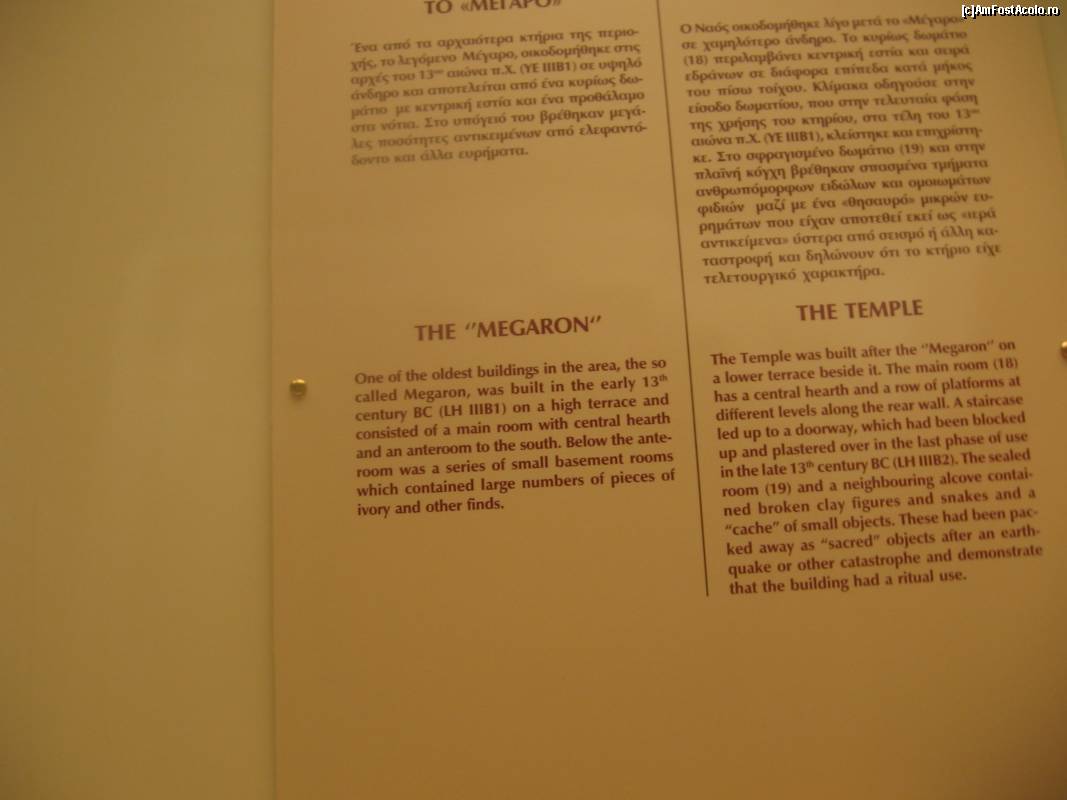 [c]AmFostAcolo.ro
ΤΟ «ΜΕΓΑΡΟ»
Ένα από τα αρχαιότερα κτήρια της περιο-
χής, το λεγόμενο Μέγαρο, οικοδομήθηκε στις
αρχές του 13ου αιώνα π.Χ. (ΥΕ ΙΙΙΒ1) σε υψηλό
άνδηρο και αποτελείται από ένα κυρίως δω-
μάτιο με κεντρική εστία και ένα προθάλαμο
στα νότια. Στο υπόγειό του βρέθηκαν μεγά-
λες ποσότητες αντικειμένων από ελεφαντό-
δοντο και άλλα ευρήματα.
THE ‘‘MEGARON‘‘
One of the oldest buildings in the area, the so
called Megaron, was built in the early 13th
century BC (LH IIIB1) on a high terrace and
consisted of a main room with central hearth
and an anteroom to the south. Below the ante-
room was a series of small basement rooms
which contained large numbers of pieces of
ivory and other finds.
Ο Ναός οικοδομήθηκε λίγο μετά το «Μέγαρο»
σε χαμηλότερο άνδηρο. Το κυρίως δωμάτιο
(18) περιλαμβάνει κεντρική εστία και σειρά
εδράνων σε διάφορα επίπεδα κατά μήκος
του πίσω τοίχου. Κλίμακα οδηγούσε στην
είσοδο δωματίου, που στην τελευταία φάση
της χρήσης του κτηρίου, στα τέλη του 13ου
αιώνα π.Χ. (ΥΕ ΙΙΙΒ1), κλείστηκε και επιχρίστη-
κε. Στο σφραγισμένο δωμάτιο (19) και στην
πλαϊνή κόγχη βρέθηκαν σπασμένα τμήματα
ανθρωπόμορφων ειδώλων και ομοιωμάτων
φιδιών μαζί με ένα «θησαυρό» μικρών ευ-
ρημάτων που είχαν αποτεθεί εκεί ως «ιερά
αντικείμενα» ύστερα από σεισμό ή άλλη κα-
ταστροφή και δηλώνουν ότι το κτήριο είχε
τελετουργικό χαρακτήρα.
THE TEMPLE
The Temple was built after the ‘‘Megaron‘‘ on
a lower terrace beside it. The main room (18)
has a central hearth and a row of platforms at
different levels along the rear wall. A staircase
led up to a doorway, which had been blocked
up and plastered over in the last phase of use
in the late 13th century BC (LH IIIB2). The sealed
room (19) and a neighbouring alcove contai-
ned broken clay figures and snakes and a
“cache” of small objects. These had been pac-
ked away as “sacred” objects after an earth-
quake or other catastrophe and demonstrate
that the building had a ritual use.